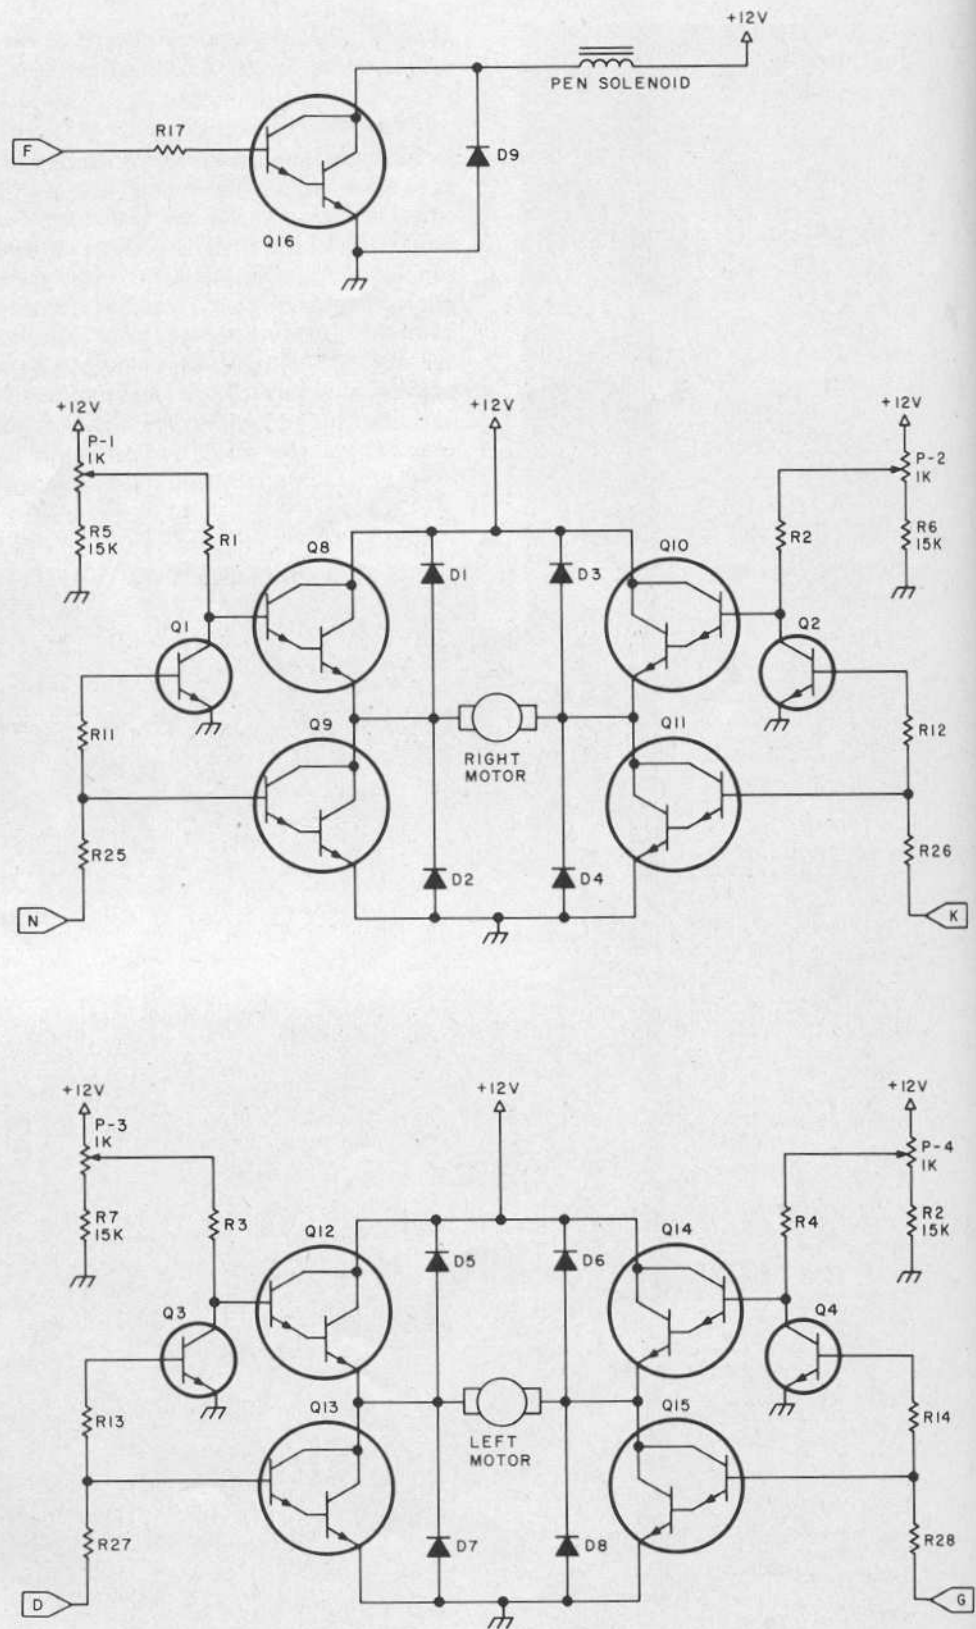 +12V
PEN SOLENOID
R17
F
D9
Q16
+12V
+12V
+12V
P-1
1K
P-2
1K
R5
15K
R1
Q8
Q10
R2
R6
15K
D1
D3
Q1
Q2
R11
Q9
RIGHT
MOTOR
Q11
R12
R25
D2
D4
R26
N
K
+12V
+12V
+12V
P-3
1K
P-4
1K
R7
15K
R3
Q12
Q14
R4
R2
15K
D5
D6
Q3
Q4
R13
Q13
LEFT
MOTOR
Q15
R14
R27
D7
D8
R28
D
G